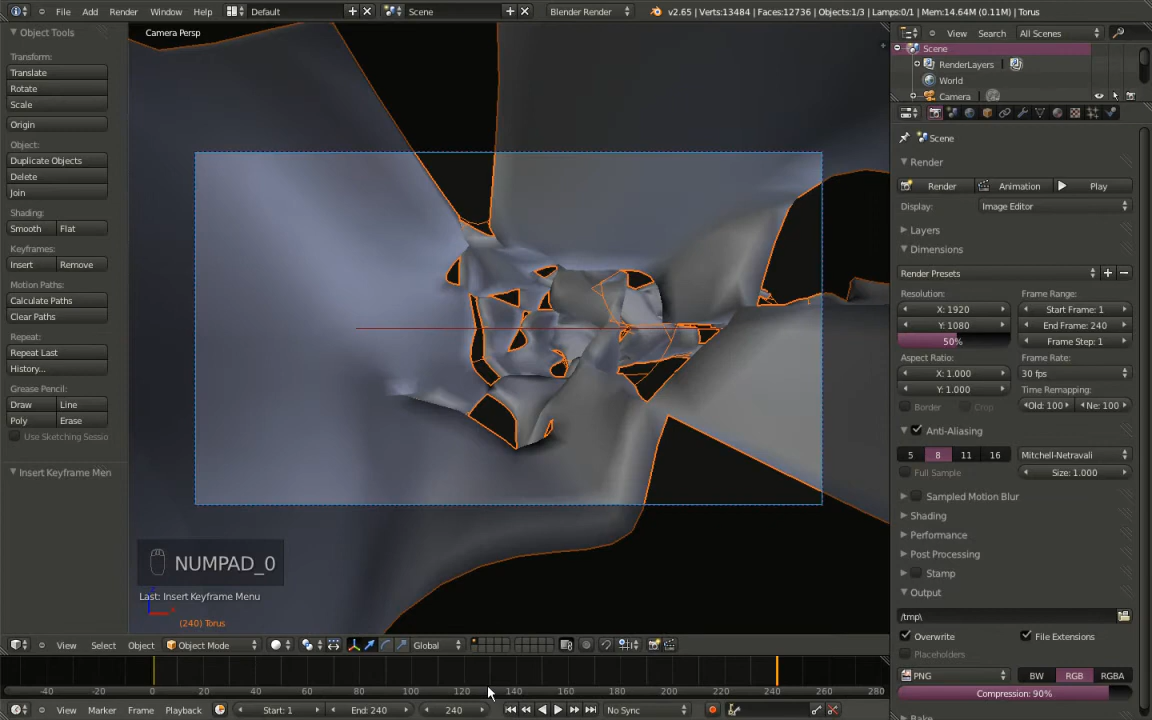 File Add Render Window Help Default Scene Blender Render v2.65 | Verts:13484 | Faces:12736 | Objects:1/3 | Lamps:0/1 | Mem:14.64M (0.11M) | Torus
Object Tools
Transform:
Translate
Rotate
Scale
Origin
Object:
Duplicate Objects
Delete
Join
Shading:
Smooth Flat
Keyframes:
Insert Remove
Motion Paths:
Calculate Paths
Clear Paths
Repeat:
Repeat Last
History...
Grease Pencil:
Draw Line
Poly Erase
Use Sketching Sessio
Insert Keyframe Men
Camera Persp
NUMPAD_0
Last: Insert Keyframe Menu
(240) Torus
View Select Object Object Mode Global
-40 -20 0 20 40 60 80 100 120 140 160 180 200 220 240 260 280
View Marker Frame Playback Start: 1 End: 240 240 No Sync
View Search All Scenes
Scene
RenderLayers
World
Camera
Scene
Render
Render Animation Play
Display: Image Editor
Layers
Dimensions
Render Presets
Resolution: Frame Range:
X: 1920 Start Frame: 1
Y: 1080 End Frame: 240
50% Frame Step: 1
Aspect Ratio: Frame Rate:
X: 1.000 30 fps
Y: 1.000 Time Remapping:
Border Crop Old: 100 Ne: 100
Anti-Aliasing
5 8 11 16 Mitchell-Netravali
Full Sample Size: 1.000
Sampled Motion Blur
Shading
Performance
Post Processing
Stamp
Output
/tmp\
Overwrite File Extensions
Placeholders
PNG BW RGB RGBA
Compression: 90%
Bake